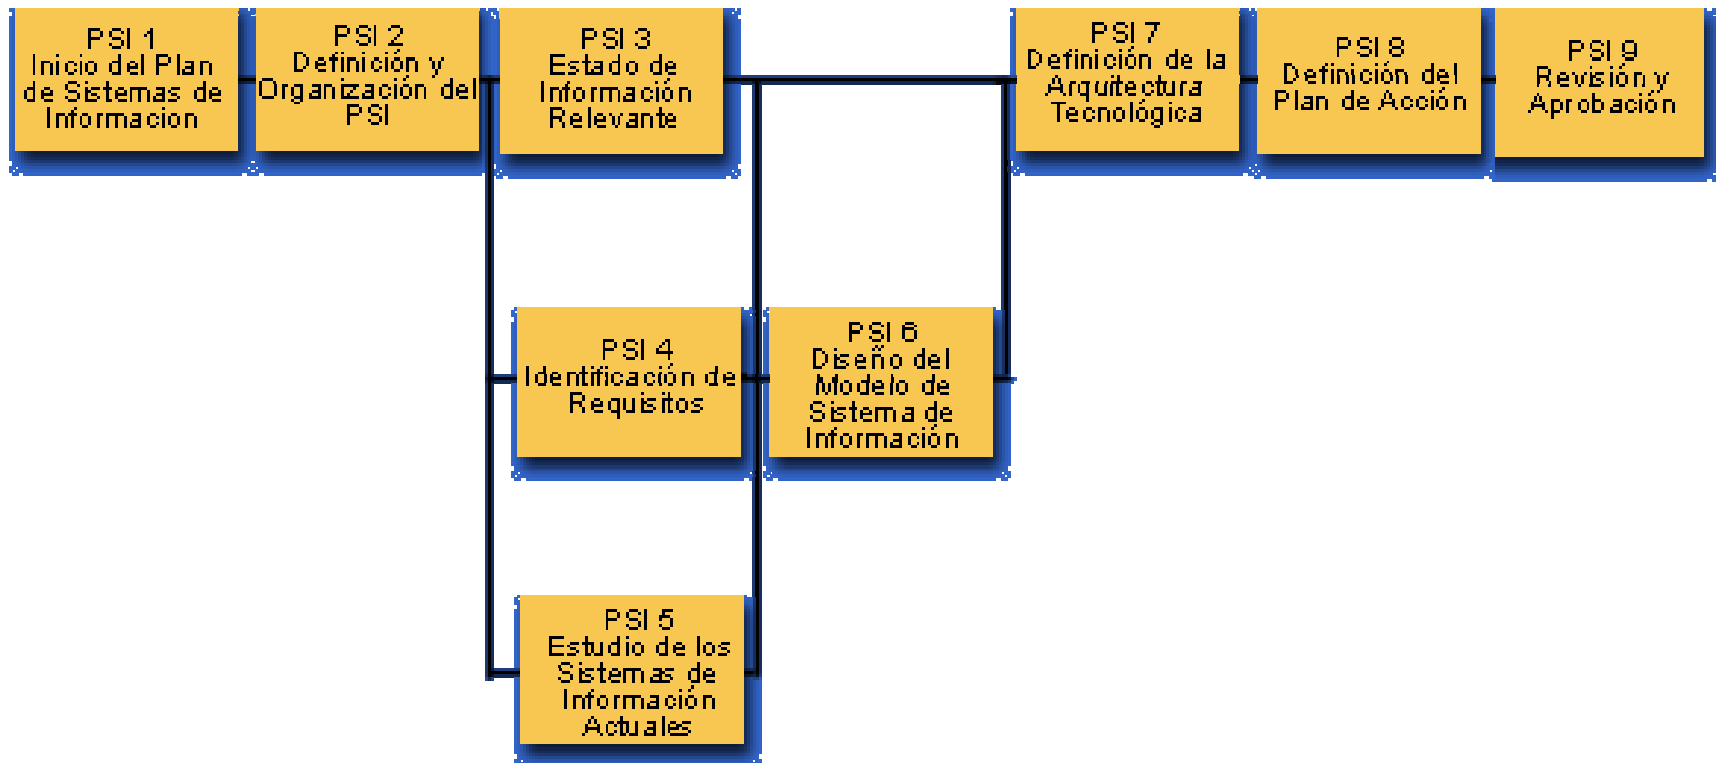 PSI 1
Inicio del Plan
de Sistemas de
Informacion
PSI 2
Definición y
Organización del
PSI
PSI 3
Estado de
Información
Relevante
PSI 7
Definición de la
Arquitectura
Tecnológica
PSI 8
Definición del
Plan de Acción
PSI 9
Revisión y
Aprobación
PSI 4
Identificación de
Requisitos
PSI 6
Diseño del
Modelo de
Sistema de
Información
PSI 5
Estudio de los
Sistemas de
Información
Actuales